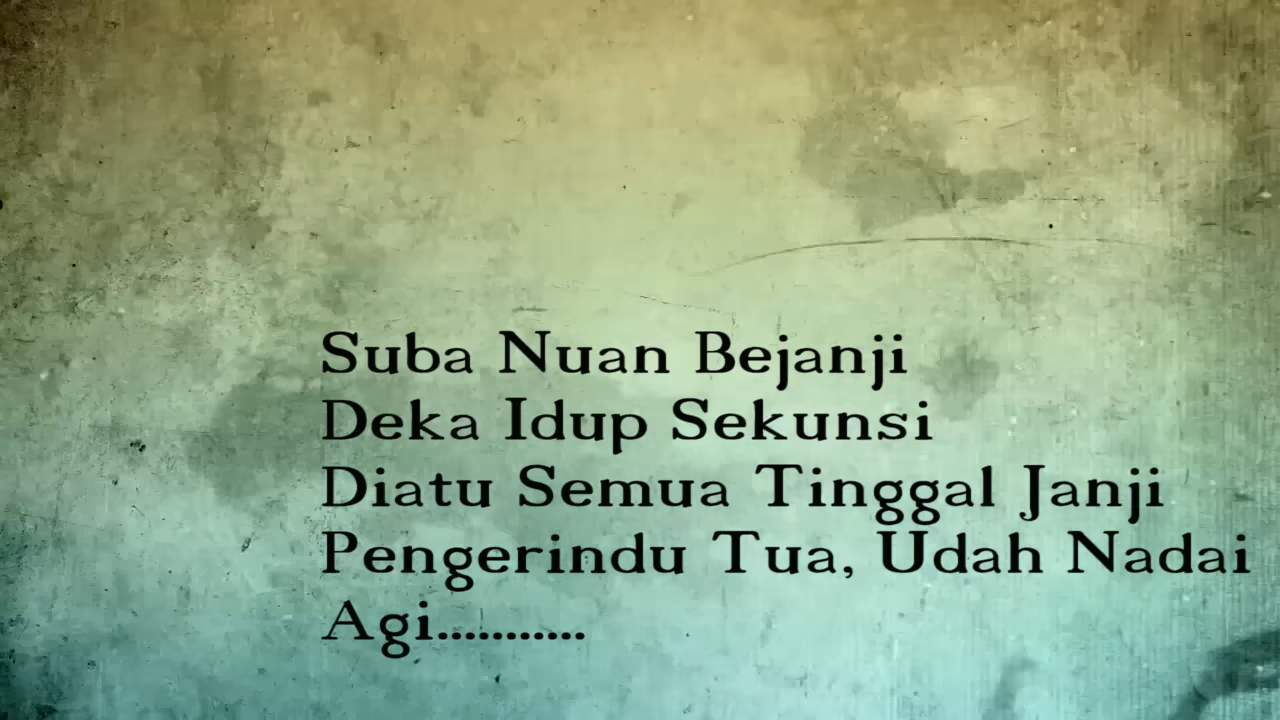 Suba Nuan Bejanji
Deka Idup Sekunsi
Diatu Semua Tinggal Janji
Pengerindu Tua, Udah Nadai
Agi...........